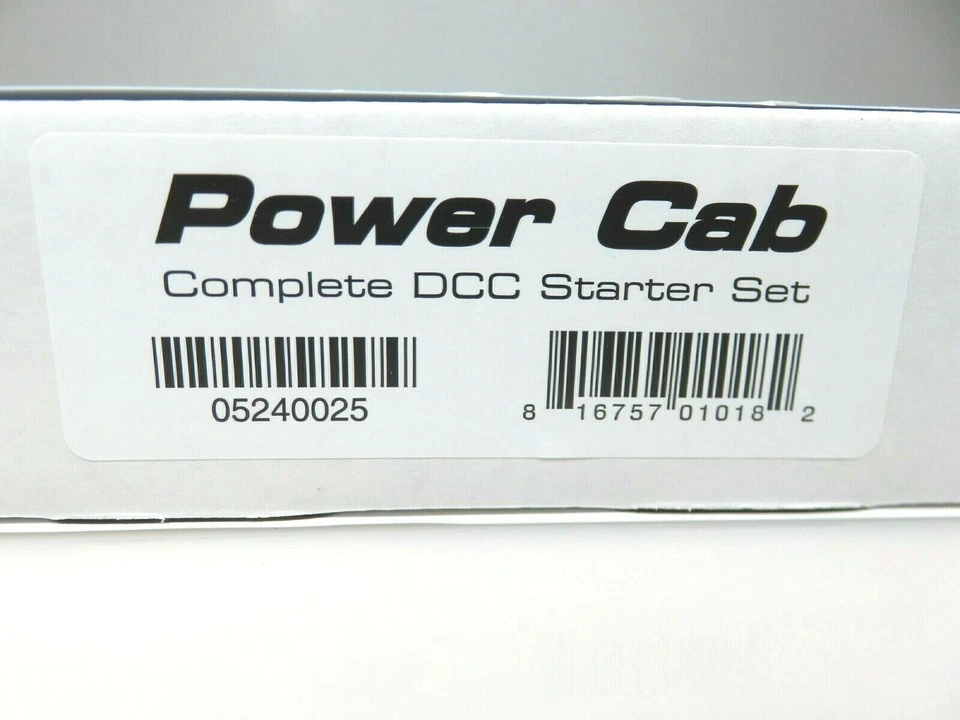 Power Cab
Complete DCC Starter Set
05240025
8 16757 01018 2